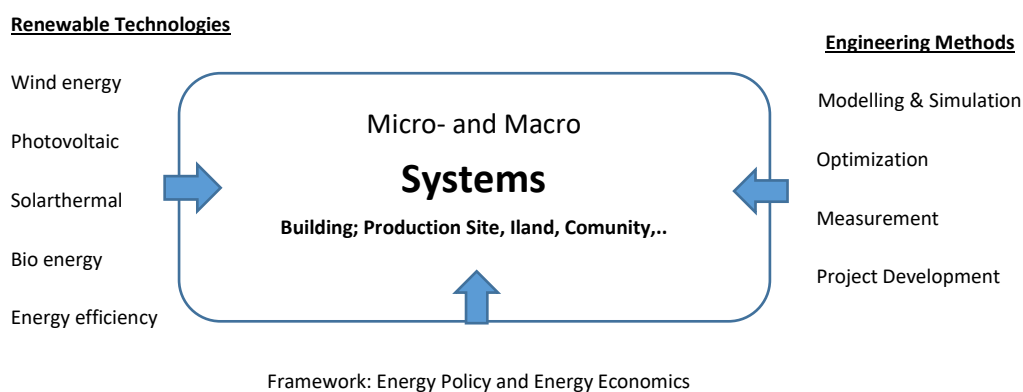 Renewable Technologies
Wind energy
Photovoltaic
Solarthermal
Bio energy
Energy efficiency
Micro- and Macro
Systems
Building; Production Site, Iland, Comunity,..
Engineering Methods
Modelling & Simulation
Optimization
Measurement
Project Development
Framework: Energy Policy and Energy Economics